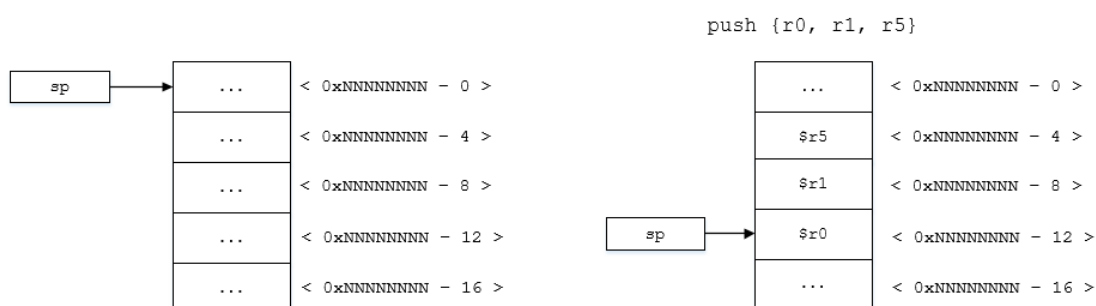 push {r0, r1, r5}
sp ... < 0xNNNNNNNN - 0 > ... < 0xNNNNNNNN - 0 >
... < 0xNNNNNNNN - 4 > $r5 < 0xNNNNNNNN - 4 >
... < 0xNNNNNNNN - 8 > $r1 < 0xNNNNNNNN - 8 >
... < 0xNNNNNNNN - 12 > sp $r0 < 0xNNNNNNNN - 12 >
... < 0xNNNNNNNN - 16 > ... < 0xNNNNNNNN - 16 >